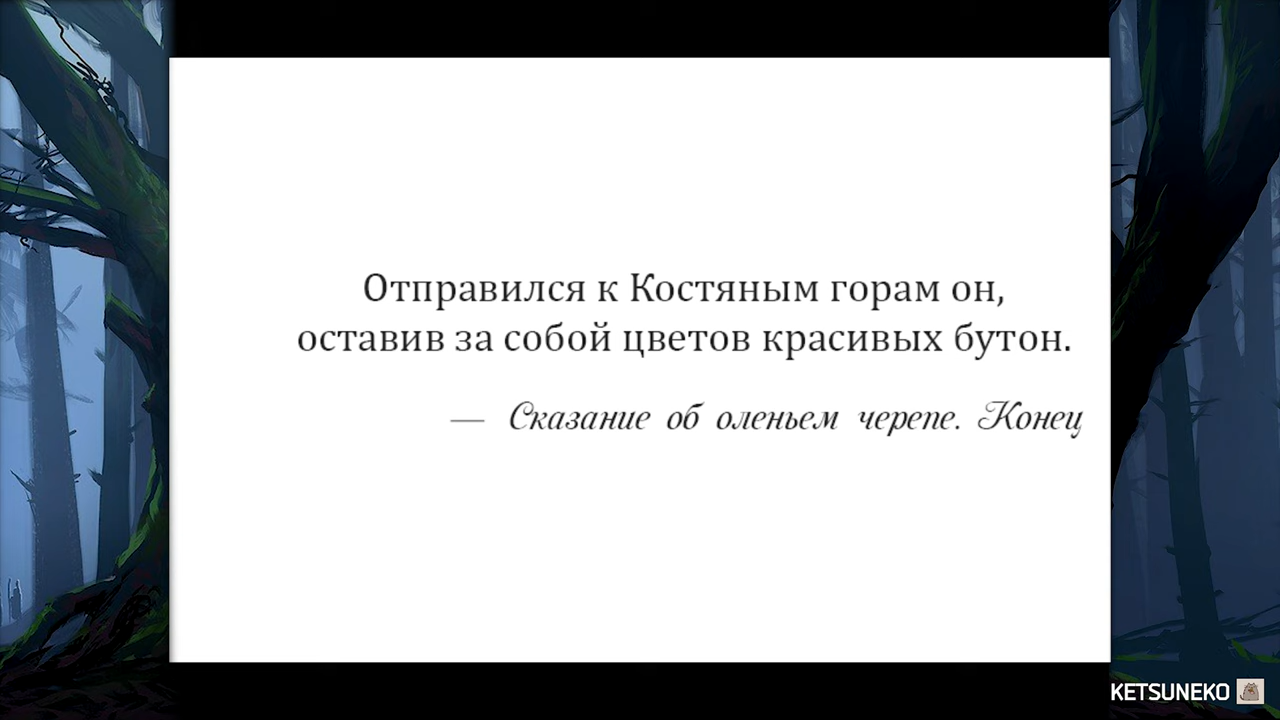 Отправился к Костяным горам он,
оставив за собой цветов красивых бутон.
— Сказание об оленьем черепе. Конец
KETSUNEKO